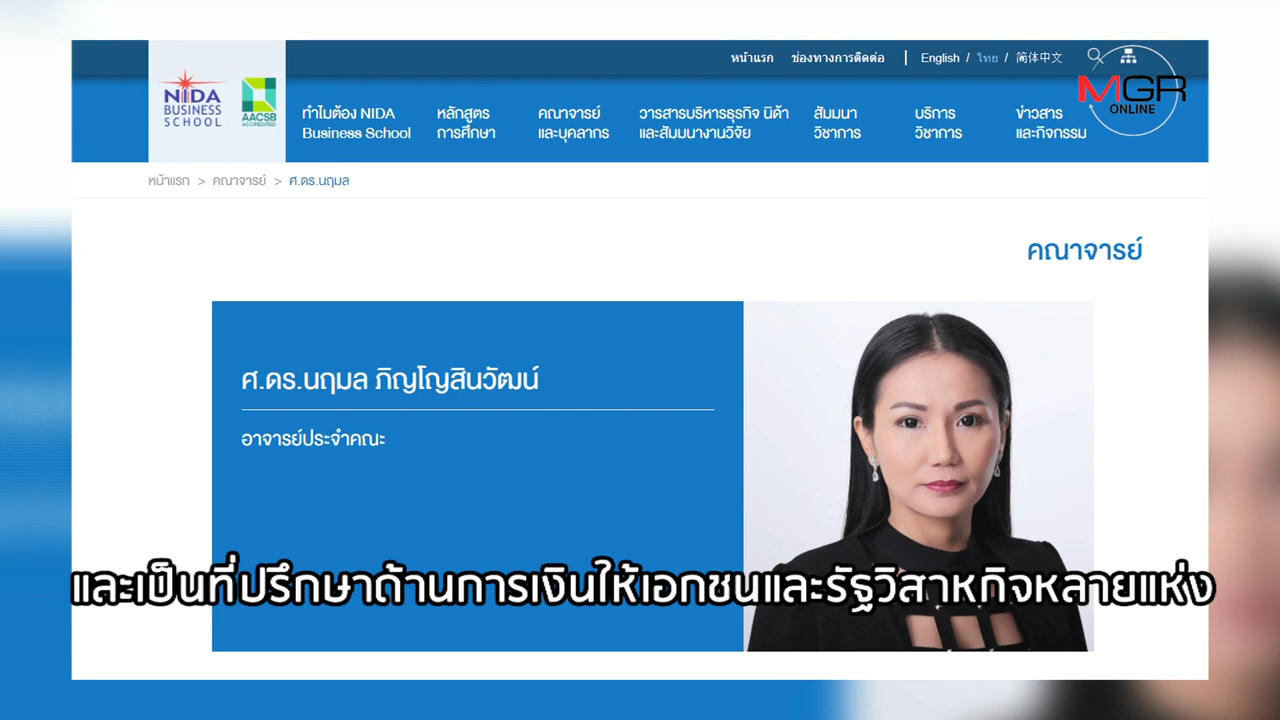 หน้าแรก ช่องทางการติดต่อ | English / ไทย / 简体中文
MGR
ONLINE
NIDA
BUSINESS
SCHOOL
AACSB
ACCREDITED
ทำไมต้อง NIDA
Business School
หลักสูตร
การศึกษา
คณาจารย์
และบุคลากร
วารสารบริหารธุรกิจ นิด้า
และสัมมนางานวิจัย
สัมมนา
วิชาการ
บริการ
วิชาการ
ข่าวสาร
และกิจกรรม
หน้าแรก > คณาจารย์ > ศ.ดร.นฤมล
คณาจารย์
ศ.ดร.นฤมล ภิญโญสินวัฒน์
อาจารย์ประจำคณะ
และเป็นที่ปรึกษาด้านการเงินให้เอกชนและรัฐวิสาหกิจหลายแห่ง